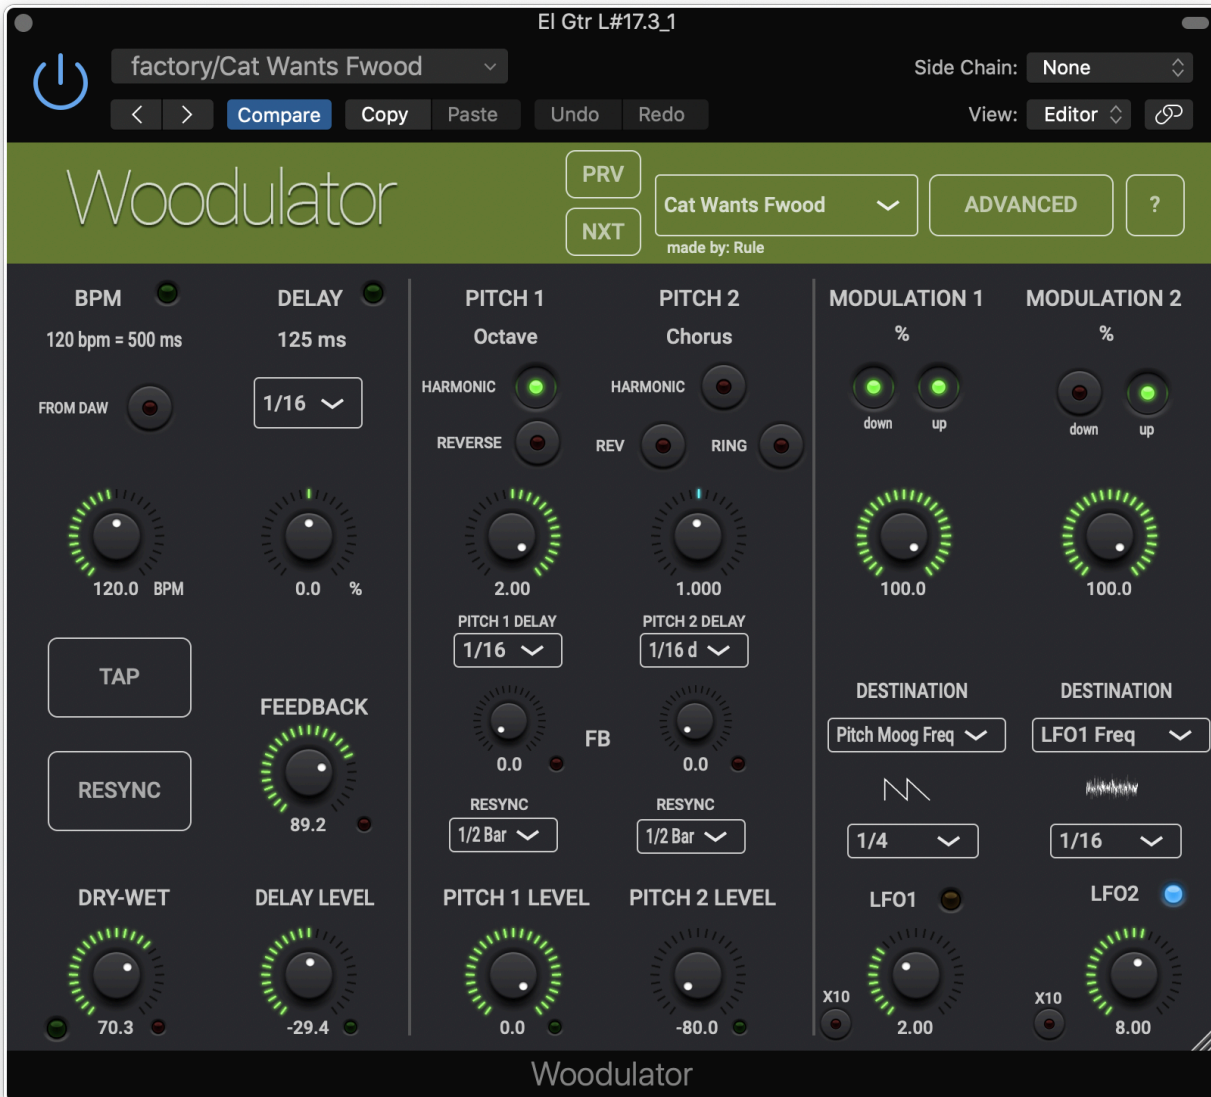 El Gtr L#17.3_1
factory/Cat Wants Fwood
Side Chain: None
Compare Copy Paste Undo Redo
View: Editor
Woodulator
PRV
NXT
Cat Wants Fwood
made by: Rule
ADVANCED
?
BPM
120 bpm = 500 ms
FROM DAW
120.0 BPM
TAP
RESYNC
DRY-WET
70.3
DELAY
125 ms
1/16
0.0 %
FEEDBACK
89.2
DELAY LEVEL
-29.4
PITCH 1
Octave
HARMONIC
REVERSE
2.00
PITCH 1 DELAY
1/16
0.0
FB
RESYNC
1/2 Bar
PITCH 1 LEVEL
0.0
PITCH 2
Chorus
HARMONIC
REV RING
1.000
PITCH 2 DELAY
1/16 d
0.0
RESYNC
1/2 Bar
PITCH 2 LEVEL
-80.0
MODULATION 1
%
down up
100.0
DESTINATION
Pitch Moog Freq
1/4
LFO1
X10
2.00
MODULATION 2
%
down up
100.0
DESTINATION
LFO1 Freq
1/16
LFO2
X10
8.00
Woodulator